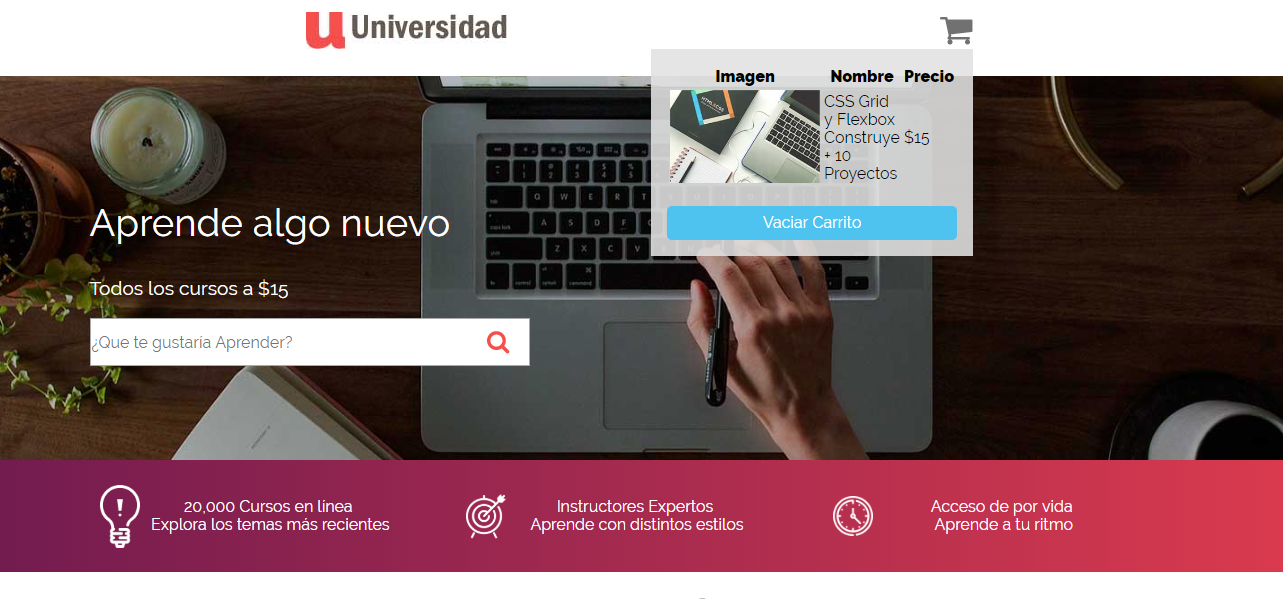 u Universidad
Imagen Nombre Precio
CSS Grid
y Flexbox
Construye $15
+ 10
Proyectos
Vaciar Carrito
Aprende algo nuevo
Todos los cursos a $15
¿Que te gustaría Aprender?
20,000 Cursos en línea
Explora los temas más recientes
Instructores Expertos
Aprende con distintos estilos
Acceso de por vida
Aprende a tu ritmo